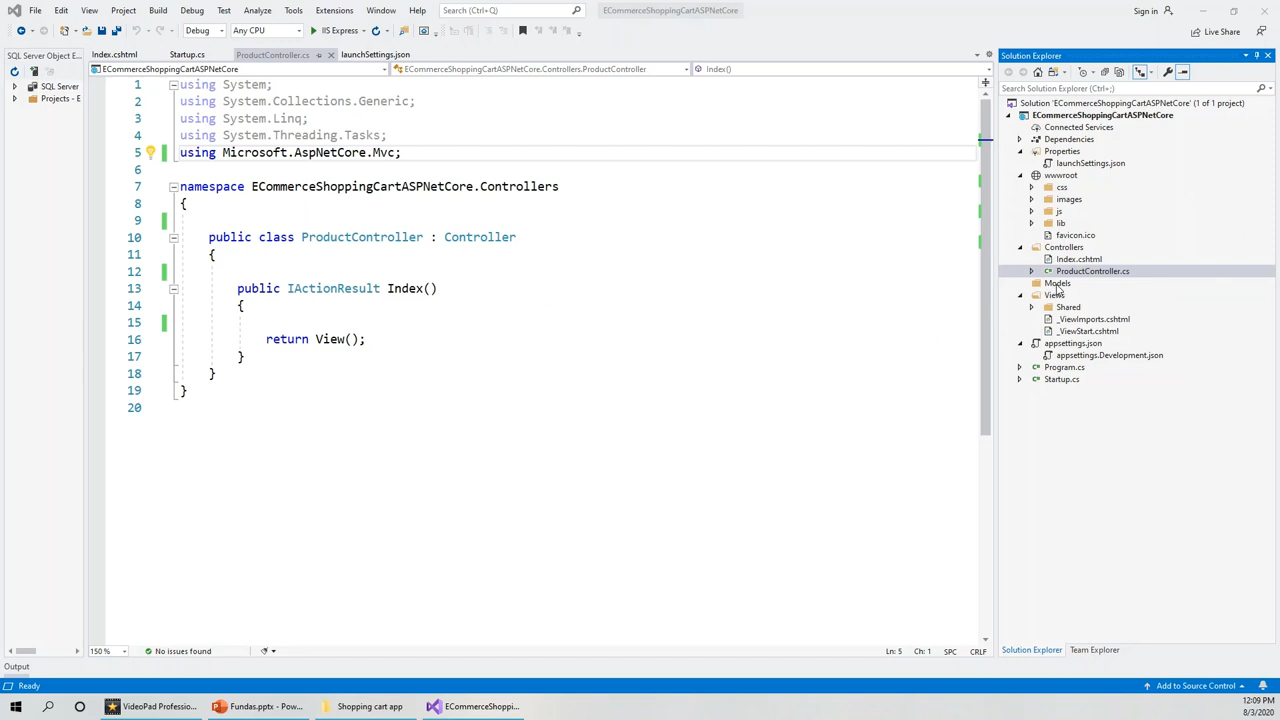 File Edit View Project Build Debug Test Analyze Tools Extensions Window Help Search (Ctrl+Q) ECommerceShoppingCartASPNetCore Sign in
Debug Any CPU IIS Express Live Share
SQL Server Object E...
SQL Server
Projects - E
Index.cshtml Startup.cs ProductController.cs launchSettings.json
ECommerceShoppingCartASPNetCore ECommerceShoppingCartASPNetCore.Controllers.ProductController Index()
1 using System;
2 using System.Collections.Generic;
3 using System.Linq;
4 using System.Threading.Tasks;
5 using Microsoft.AspNetCore.Mvc;
6
7 namespace ECommerceShoppingCartASPNetCore.Controllers
8 {
9
10 public class ProductController : Controller
11 {
12
13 public IActionResult Index()
14 {
15
16 return View();
17 }
18 }
19 }
20
150 % No issues found Ln: 5 Ch: 1 SPC CRLF
Solution Explorer
Search Solution Explorer (Ctrl+;)
Solution 'ECommerceShoppingCartASPNetCore' (1 of 1 project)
ECommerceShoppingCartASPNetCore
Connected Services
Dependencies
Properties
launchSettings.json
wwwroot
css
images
js
lib
favicon.ico
Controllers
Index.cshtml
ProductController.cs
Models
Views
Shared
_ViewImports.cshtml
_ViewStart.cshtml
appsettings.json
appsettings.Development.json
Program.cs
Startup.cs
Solution Explorer Team Explorer
Output
Ready Add to Source Control
VideoPad Professio... Fundas.pptx - Pow... Shopping cart app ECommerceShoppi...
12:09 PM
8/3/2020